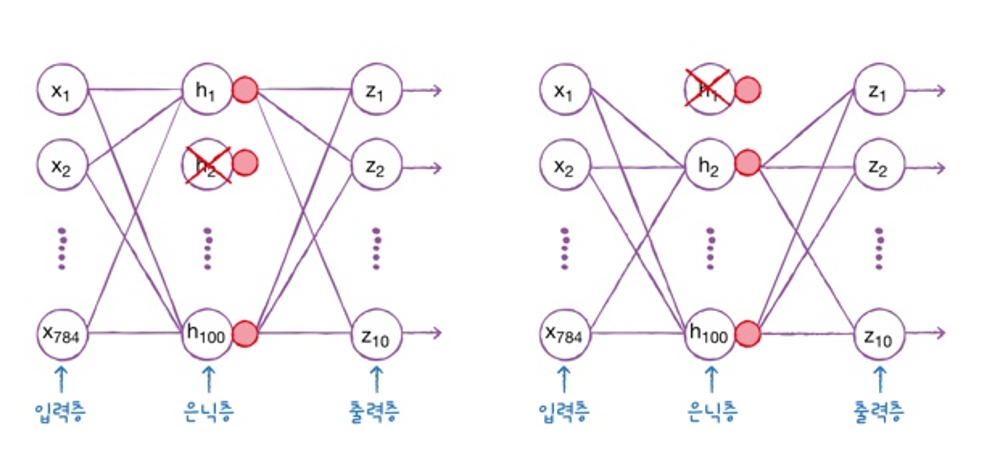 x1 h1 z1 x1 h1 z1
x2 h2 z2 x2 h2 z2
x784 h100 z10 x784 h100 z10
입력층 은닉층 출력층 입력층 은닉층 출력층